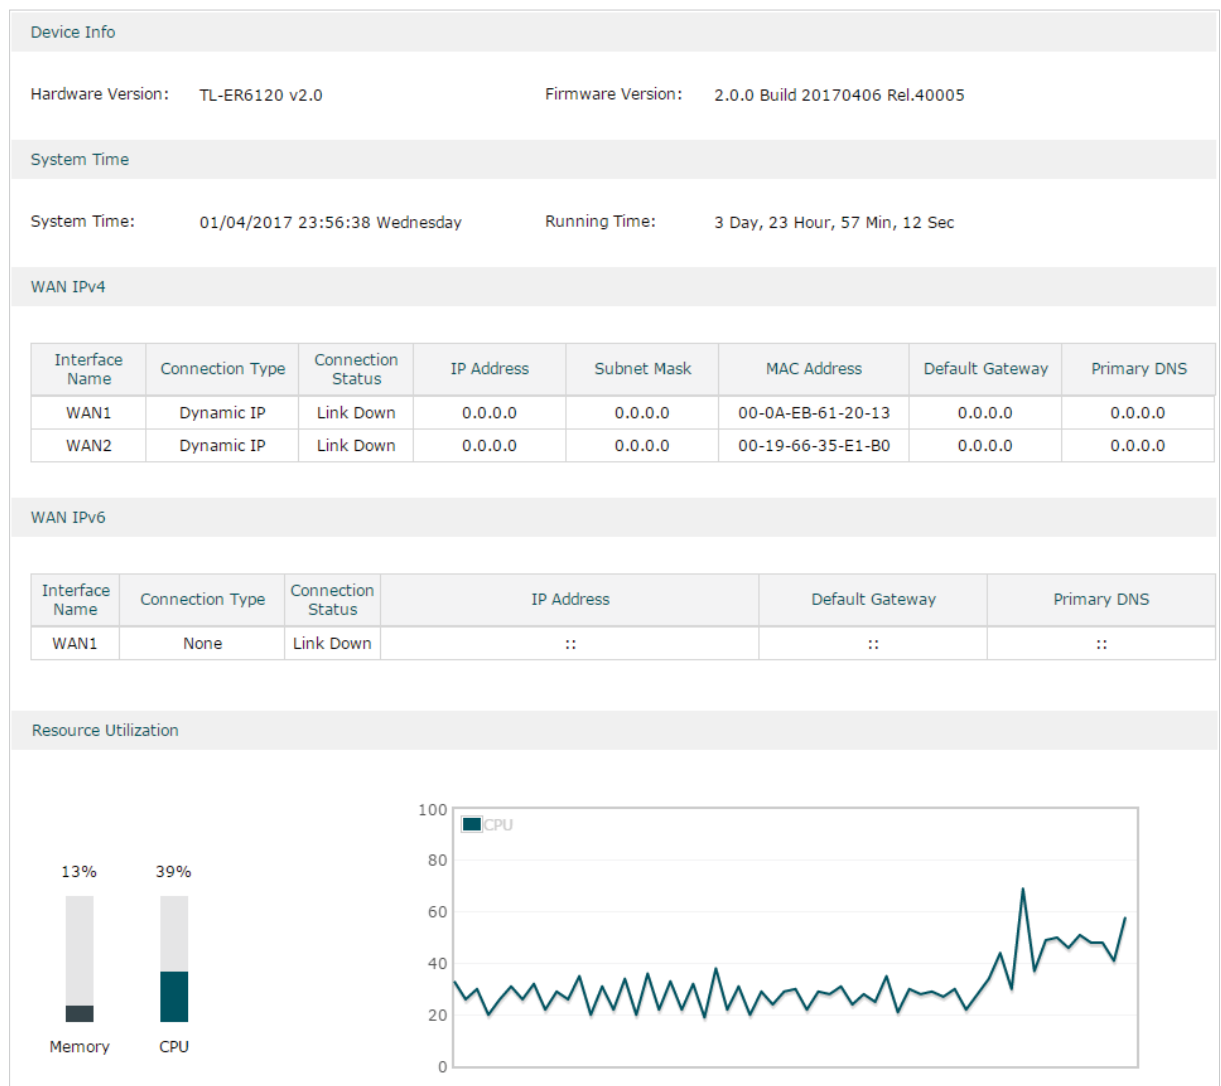 Device Info
Hardware Version: TL-ER6120 v2.0 Firmware Version: 2.0.0 Build 20170406 Rel.40005
System Time
System Time: 01/04/2017 23:56:38 Wednesday Running Time: 3 Day, 23 Hour, 57 Min, 12 Sec
WAN IPv4
Interface Name Connection Type Connection Status IP Address Subnet Mask MAC Address Default Gateway Primary DNS
WAN1 Dynamic IP Link Down 0.0.0.0 0.0.0.0 00-0A-EB-61-20-13 0.0.0.0 0.0.0.0
WAN2 Dynamic IP Link Down 0.0.0.0 0.0.0.0 00-19-66-35-E1-B0 0.0.0.0 0.0.0.0
WAN IPv6
Interface Name Connection Type Connection Status IP Address Default Gateway Primary DNS
WAN1 None Link Down :: :: ::
Resource Utilization
13% 39%
Memory CPU
100
CPU
80
60
40
20
0